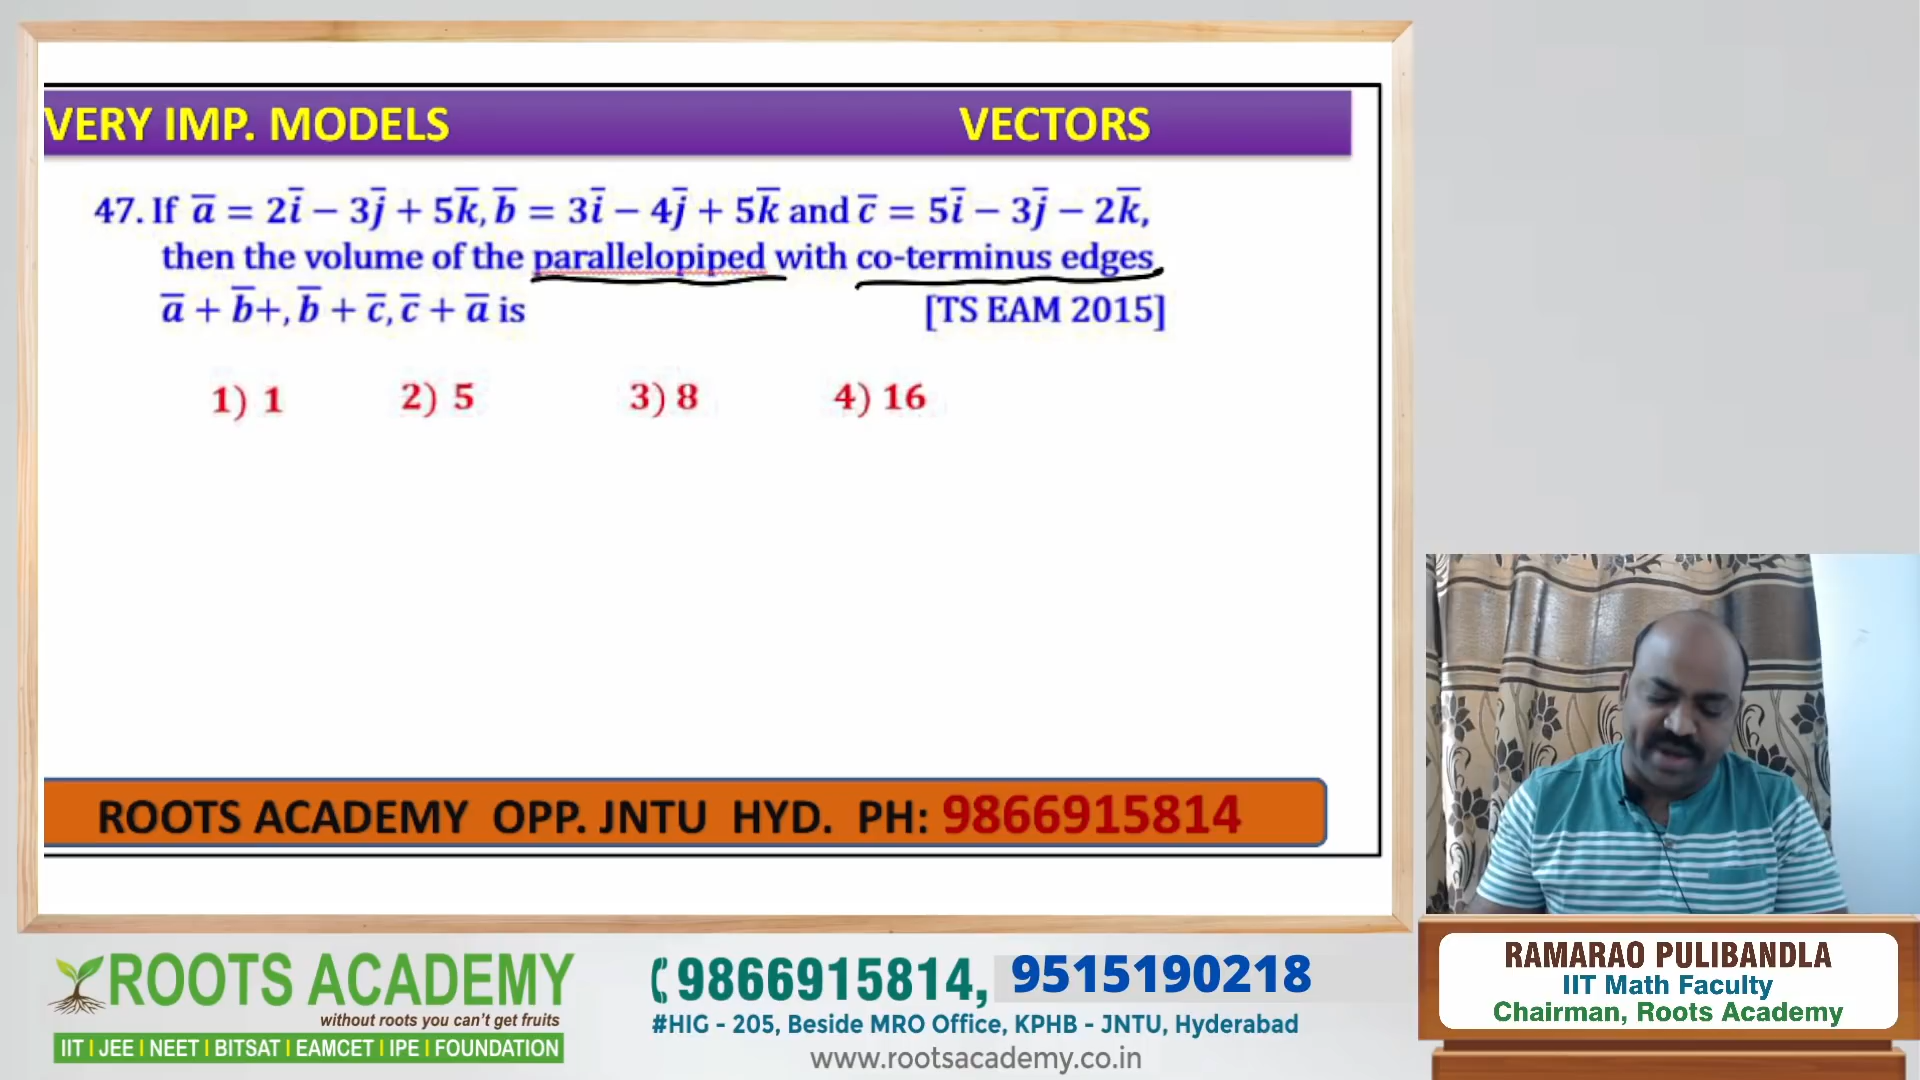 VERY IMP. MODELS VECTORS
47. If a̅ = 2i̅ − 3j̅ + 5k̅, b̅ = 3i̅ − 4j̅ + 5k̅ and c̅ = 5i̅ − 3j̅ − 2k̅,
then the volume of the parallelopiped with co-terminus edges
a̅ + b̅+, b̅ + c̅, c̅ + a̅ is [TS EAM 2015]
1) 1 2) 5 3) 8 4) 16
ROOTS ACADEMY OPP. JNTU HYD. PH: 9866915814
ROOTS ACADEMY
without roots you can't get fruits
IIT | JEE | NEET | BITSAT | EAMCET | IPE | FOUNDATION
9866915814, 9515190218
#HIG - 205, Beside MRO Office, KPHB - JNTU, Hyderabad
www.rootsacademy.co.in
RAMARAO PULIBANDLA
IIT Math Faculty
Chairman, Roots Academy